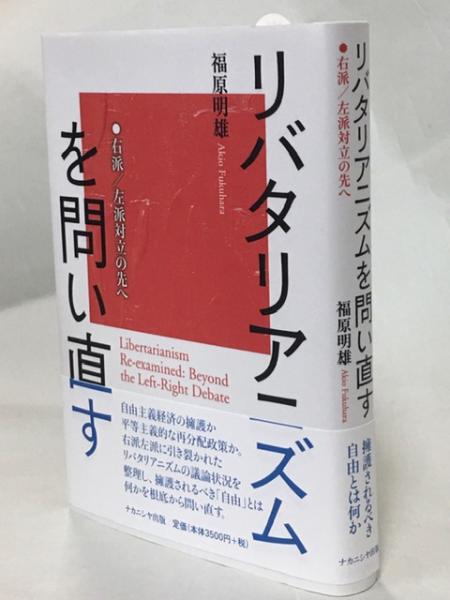 リバタリアニズム
を問い直す
●右派/左派対立の先へ
福原明雄
Akio Fukuhara
Libertarianism
Re-examined: Beyond
the Left-Right Debate
自由主義経済の擁護か
平等主義的な再分配政策か。
右派左派に引き裂かれた
リバタリアニズムの議論状況を
整理し、擁護されるべき「自由」とは
何かを根底から問い直す。
ナカニシヤ出版 定価(本体3500円+税)
リバタリアニズムを問い直す
●右派/左派対立の先へ
福原明雄
Akio Fukuhara
擁護されるべき
自由とは何か
ナカニシヤ出版